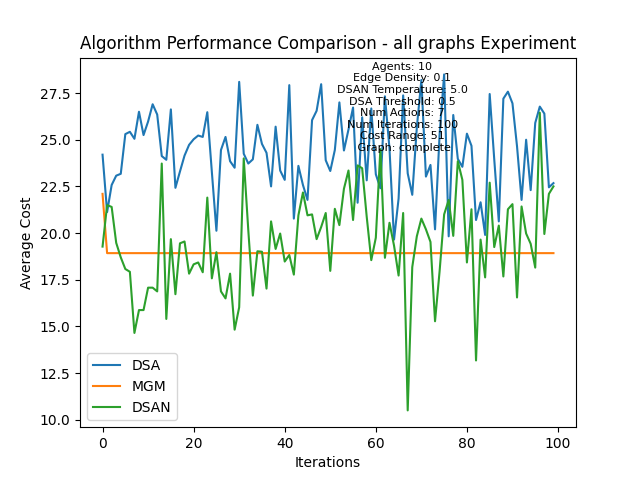 Algorithm Performance Comparison - all graphs Experiment
Agents: 10
Edge Density: 0.1
DSAN Temperature: 5.0
DSA Threshold: 0.5
Num Actions: 7
Num Iterations: 100
Cost Range: 51
Graph: complete
Average Cost
27.5
25.0
22.5
20.0
17.5
15.0
12.5
10.0
DSA
MGM
DSAN
0 20 40 60 80 100
Iterations